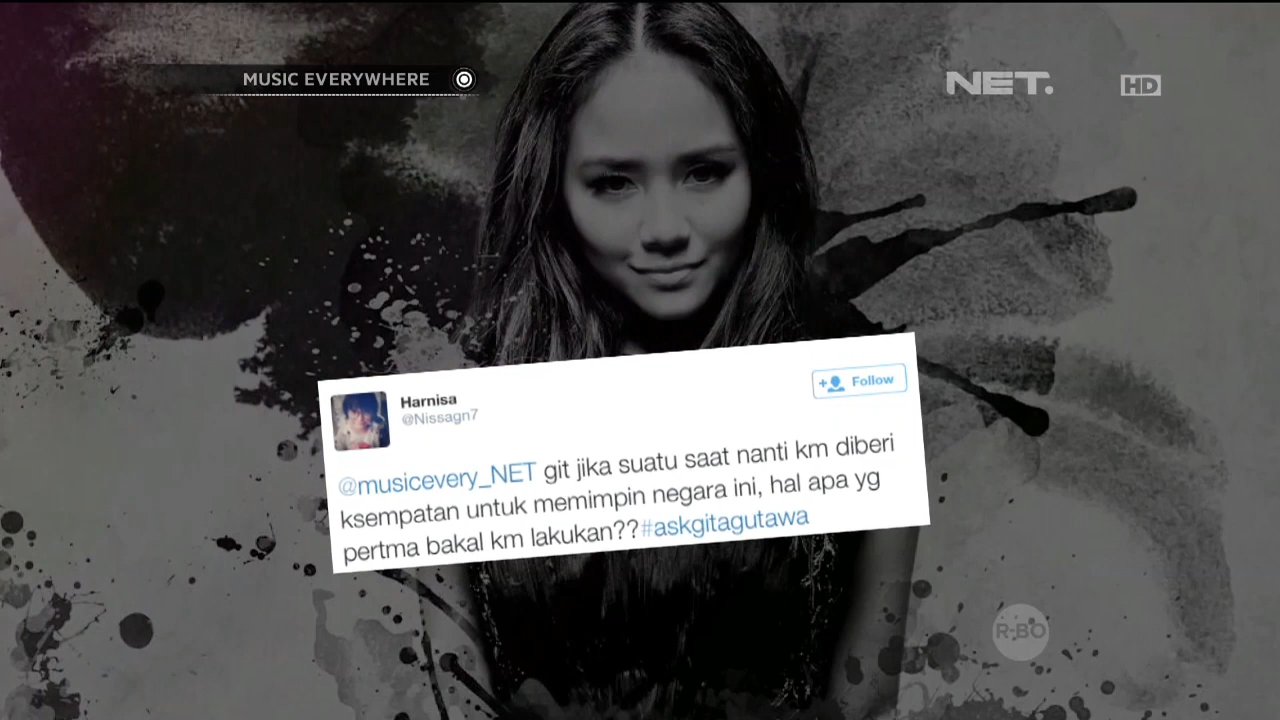 MUSIC EVERYWHERE
NET.
HD
Harnisa
@Nissagn7
Follow
@musicevery_NET git jika suatu saat nanti km diberi
ksempatan untuk memimpin negara ini, hal apa yg
pertma bakal km lakukan??#askgitagutawa
R-BO